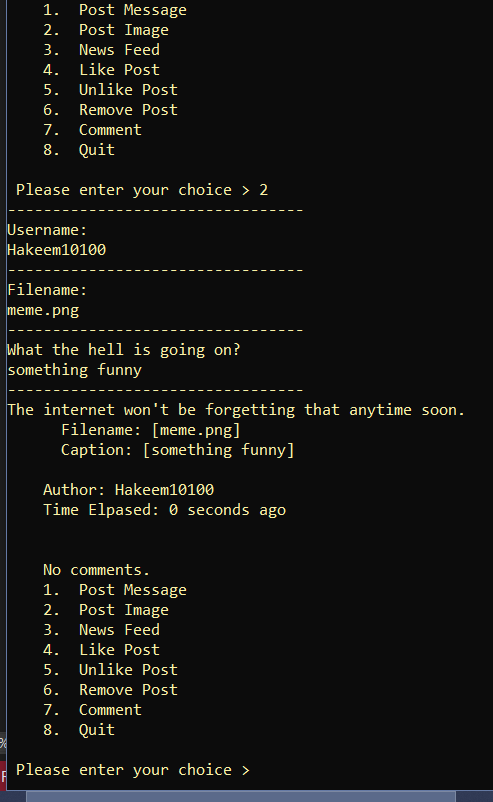 1. Post Message
2. Post Image
3. News Feed
4. Like Post
5. Unlike Post
6. Remove Post
7. Comment
8. Quit
Please enter your choice > 2
---------------------------------
Username:
Hakeem10100
---------------------------------
Filename:
meme.png
---------------------------------
What the hell is going on?
something funny
---------------------------------
The internet won't be forgetting that anytime soon.
Filename: [meme.png]
Caption: [something funny]
Author: Hakeem10100
Time Elpased: 0 seconds ago
No comments.
1. Post Message
2. Post Image
3. News Feed
4. Like Post
5. Unlike Post
6. Remove Post
7. Comment
8. Quit
Please enter your choice >